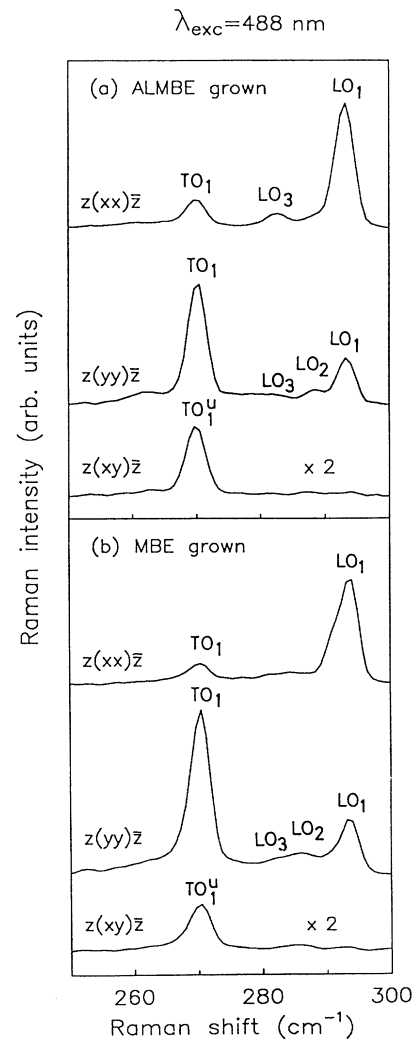 λexc=488 nm
(a) ALMBE grown
LO1
TO1
LO3
z(xx)z̄
TO1
LO1
LO2
LO3
z(yy)z̄
TO1u
z(xy)z̄
x 2
(b) MBE grown
LO1
TO1
z(xx)z̄
TO1
LO1
LO3 LO2
z(yy)z̄
TO1u
z(xy)z̄
x 2
Raman intensity (arb. units)
260 280 300
Raman shift (cm⁻¹)